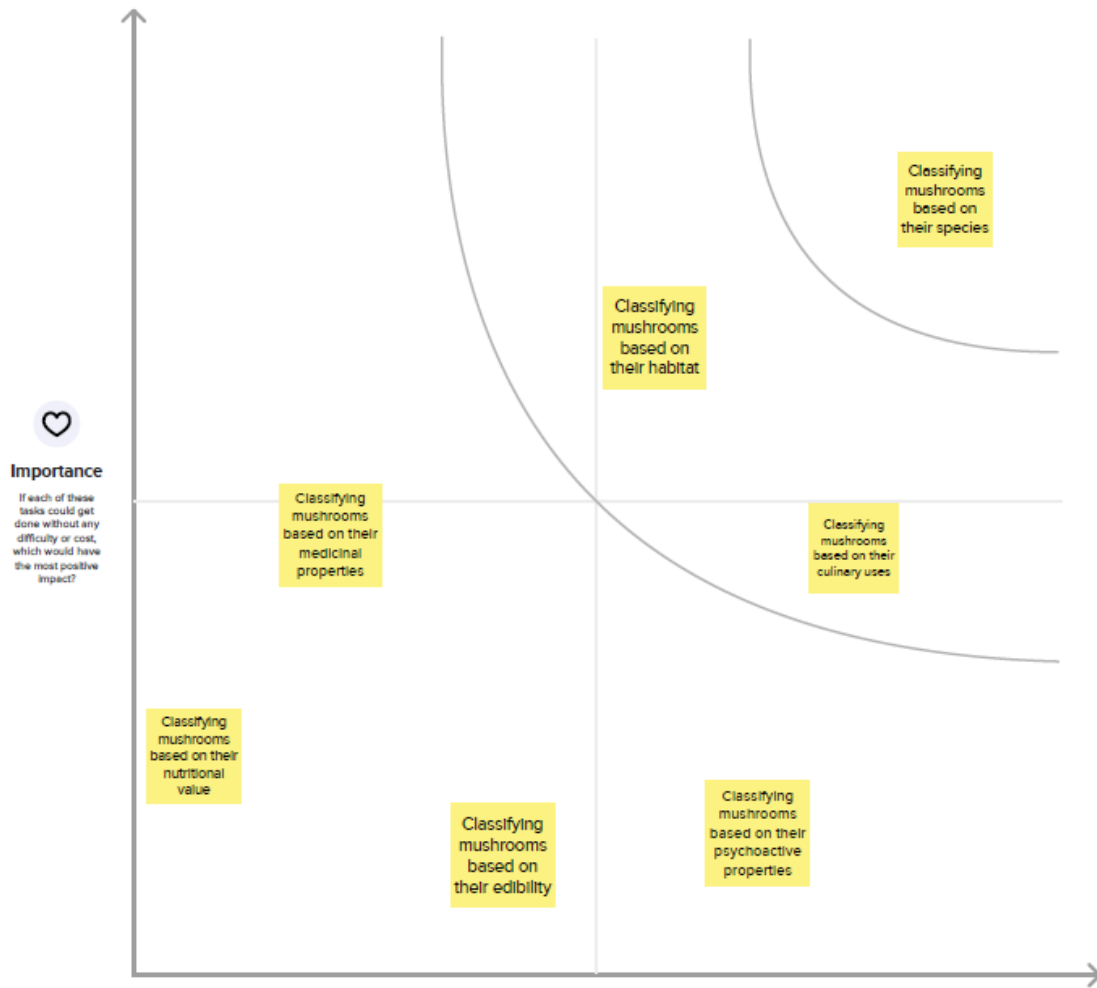 Classifying
mushrooms
based on
their species
Classifying
mushrooms
based on
their habitat
Importance
If each of these
tasks could get
done without any
difficulty or cost,
which would have
the most positive
impact?
Classifying
mushrooms
based on their
medicinal
properties
Classifying
mushrooms
based on their
culinary uses
Classifying
mushrooms
based on their
nutritional
value
Classifying
mushrooms
based on
their edibility
Classifying
mushrooms
based on their
psychoactive
properties